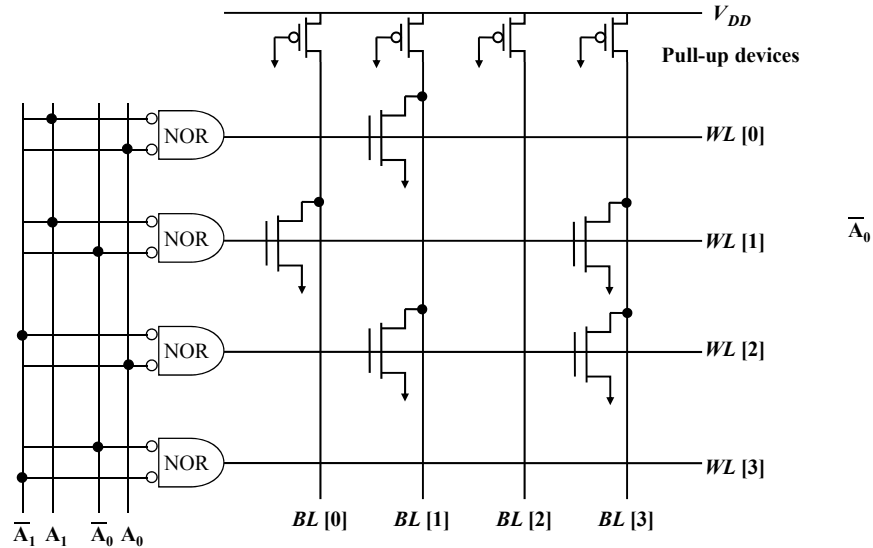 V_DD
Pull-up devices
NOR
WL [0]
NOR
WL [1]
A̅₀
NOR
WL [2]
NOR
WL [3]
A̅₁ A₁ A̅₀ A₀
BL [0] BL [1] BL [2] BL [3]